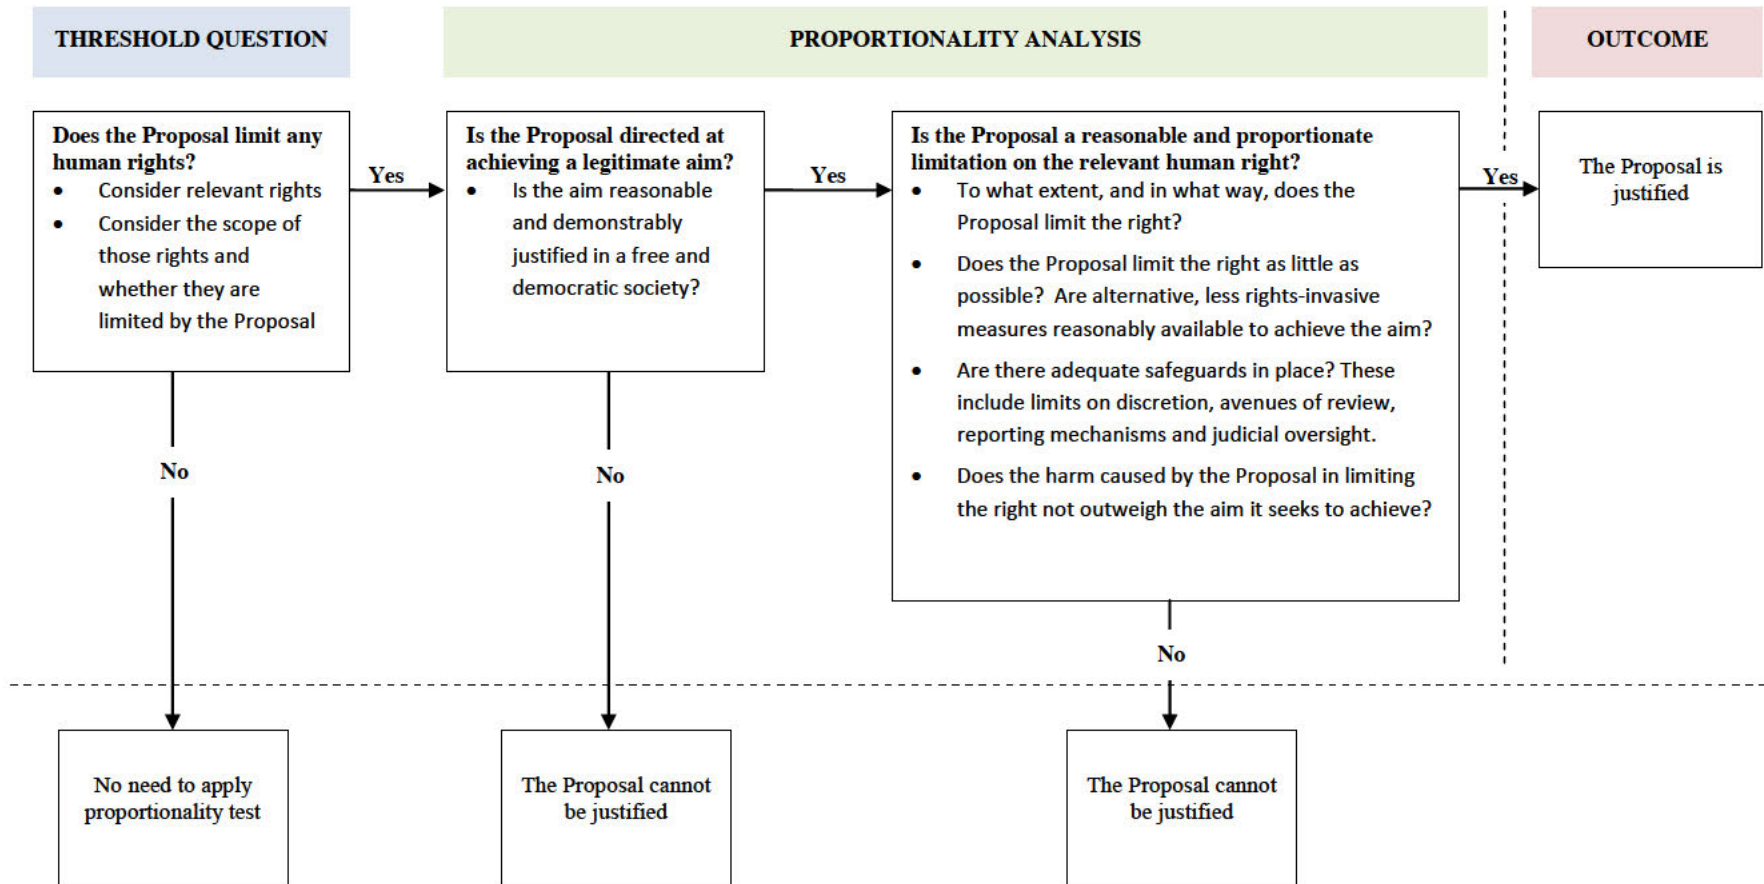 THRESHOLD QUESTION
PROPORTIONALITY ANALYSIS
OUTCOME
Does the Proposal limit any
human rights?
• Consider relevant rights
• Consider the scope of
those rights and
whether they are
limited by the Proposal
Yes
Is the Proposal directed at
achieving a legitimate aim?
• Is the aim reasonable
and demonstrably
justified in a free and
democratic society?
Yes
Is the Proposal a reasonable and proportionate
limitation on the relevant human right?
• To what extent, and in what way, does the
Proposal limit the right?
• Does the Proposal limit the right as little as
possible? Are alternative, less rights-invasive
measures reasonably available to achieve the aim?
• Are there adequate safeguards in place? These
include limits on discretion, avenues of review,
reporting mechanisms and judicial oversight.
• Does the harm caused by the Proposal in limiting
the right not outweigh the aim it seeks to achieve?
Yes
The Proposal is
justified
No
No
No
No need to apply
proportionality test
The Proposal cannot
be justified
The Proposal cannot
be justified